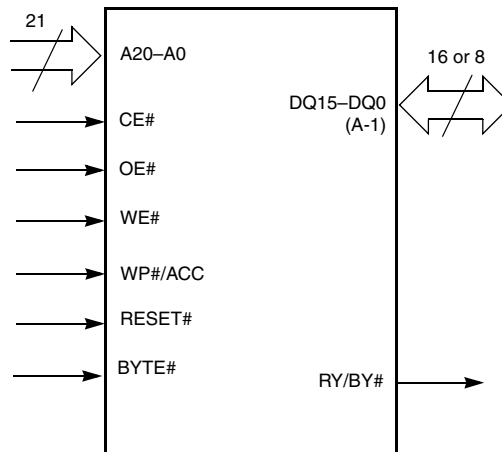 21
A20–A0
16 or 8
DQ15–DQ0
(A-1)
CE#
OE#
WE#
WP#/ACC
RESET#
BYTE#
RY/BY#